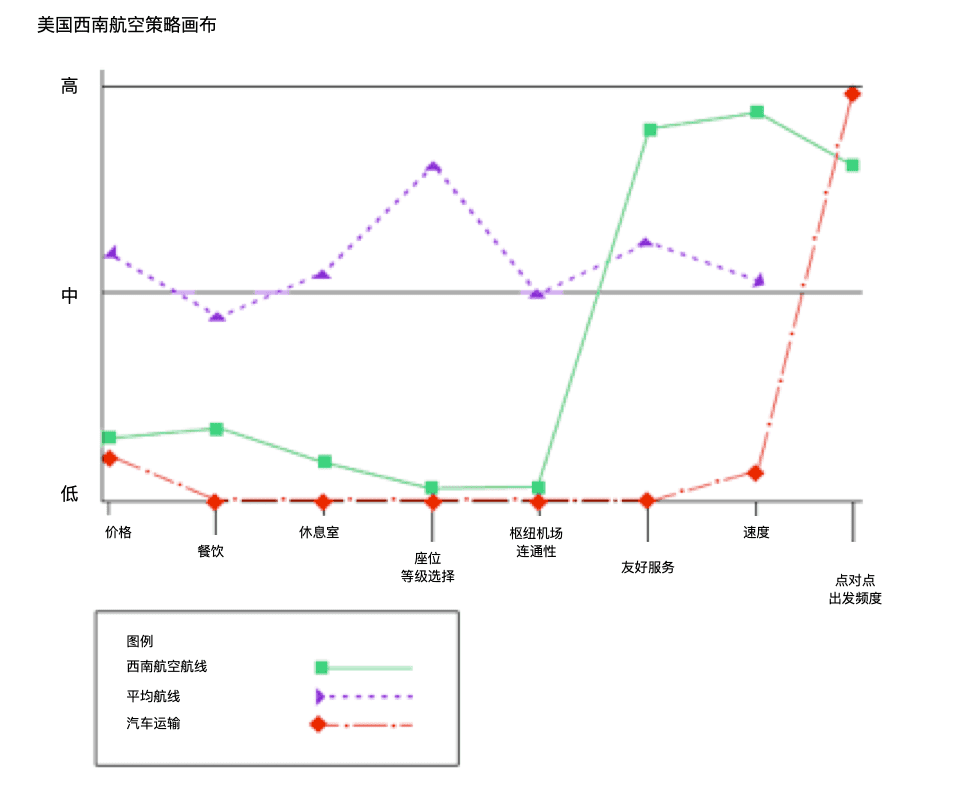 美国西南航空策略画布
高
中
低
价格
餐饮
休息室
座位
等级选择
枢纽机场
连通性
友好服务
速度
点对点
出发频度
图例
西南航空航线
平均航线
汽车运输